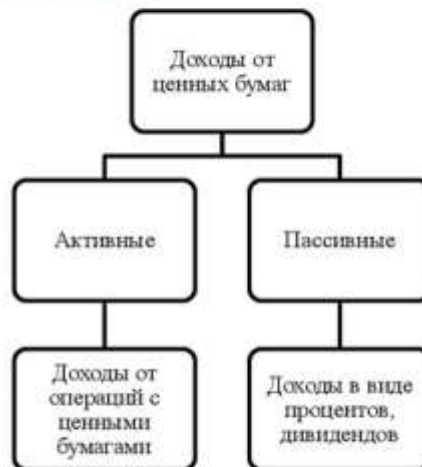 Доходы от
ценных бумаг
Активные
Пассивные
Доходы от
операций с
ценными
бумагами
Доходы в виде
процентов,
дивидендов